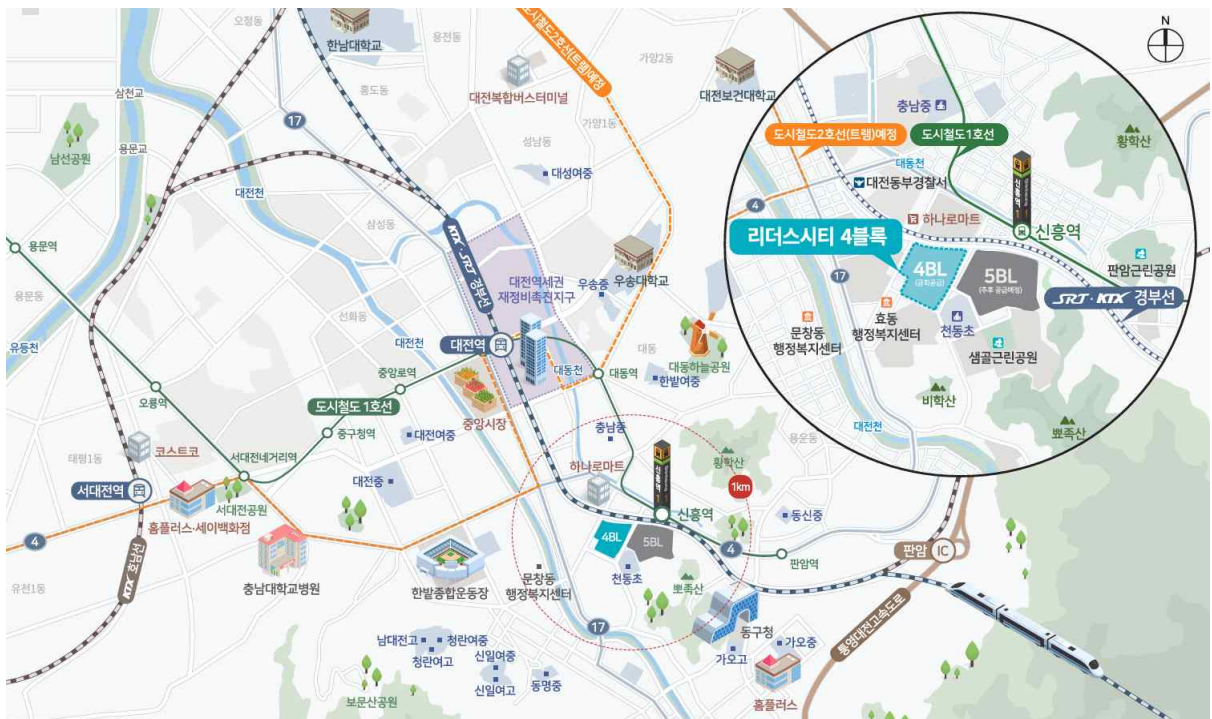 오정동
용전동
한남대학교
도시철도2호선(트램)예정
가양2동
삼천교
홍도동
대전복합버스터미널
대전보건대학교
17
가양1동
남선공원
용문교
성남동
대성여중
대전천
삼성동
KTX · SRT 경부선
대전역세권
재정비촉진지구
우송중
우송대학교
용문역
용문동
선화동
대전천
유등천
대전역
대동
대동하늘공원
대동천
대동역
한밭여중
중앙로역
중앙시장
오룡역
도시철도 1호선
중구청역
대전여중
충남중
용운동
태평1동
코스트코
서대전네거리역
하나로마트
신흥역
황학산
1km
서대전역
대전중
서대전공원
홈플러스·세이백화점
신흥역
동신중
4
4BL
5BL
4
판암역
판암 IC
KTX 호남선
충남대학교병원
한밭종합운동장
문창동
행정복지센터
천동초
뽀족산
유천1동
17
동구청
통영대전고속도로
남대전고
청란여중
청란여고
신일여중
신일여고
동명중
가오고
가오중
보문산공원
홈플러스
N
충남중
황학산
도시철도2호선(트램)예정
도시철도1호선
대동천
대전동부경찰서
신흥역
4
하나로마트
신흥역
리더스시티 4블록
17
4BL
(금회공급)
5BL
(추후 공급예정)
판암근린공원
SRT · KTX 경부선
문창동
행정복지센터
효동
행정복지센터
천동초
샘골근린공원
비학산
대전천
뽀족산